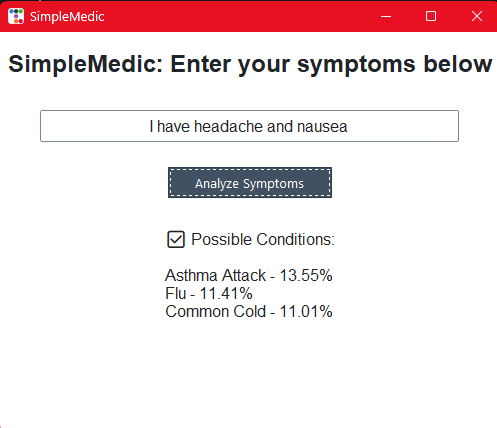 SimpleMedic
SimpleMedic: Enter your symptoms below
I have headache and nausea
Analyze Symptoms
Possible Conditions:
Asthma Attack - 13.55%
Flu - 11.41%
Common Cold - 11.01%